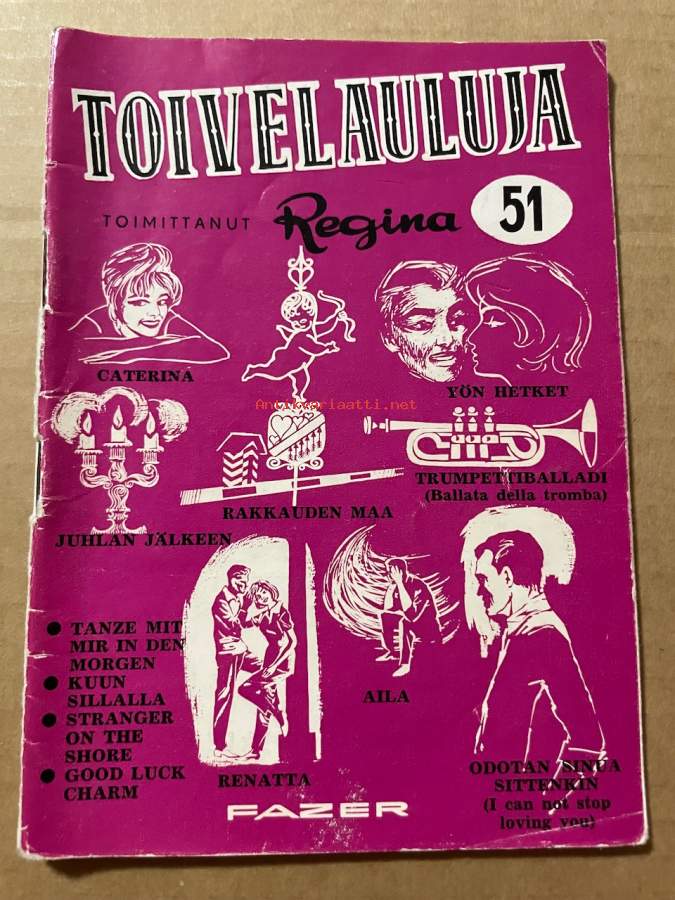 TOIVELAULUJA
TOIMITTANUT Regina 51
CATERINA
YÖN HETKET
Antikvariaatti.net
TRUMPETTIBALLADI
(Ballata della tromba)
RAKKAUDEN MAA
JUHLAN JÄLKEEN
• TANZE MIT
MIR IN DEN
MORGEN
• KUUN
SILLALLA
• STRANGER
ON THE
SHORE
• GOOD LUCK
CHARM
RENATTA
AILA
ODOTAN SINUA
SITTENKIN
(I can not stop
loving you)
FAZER